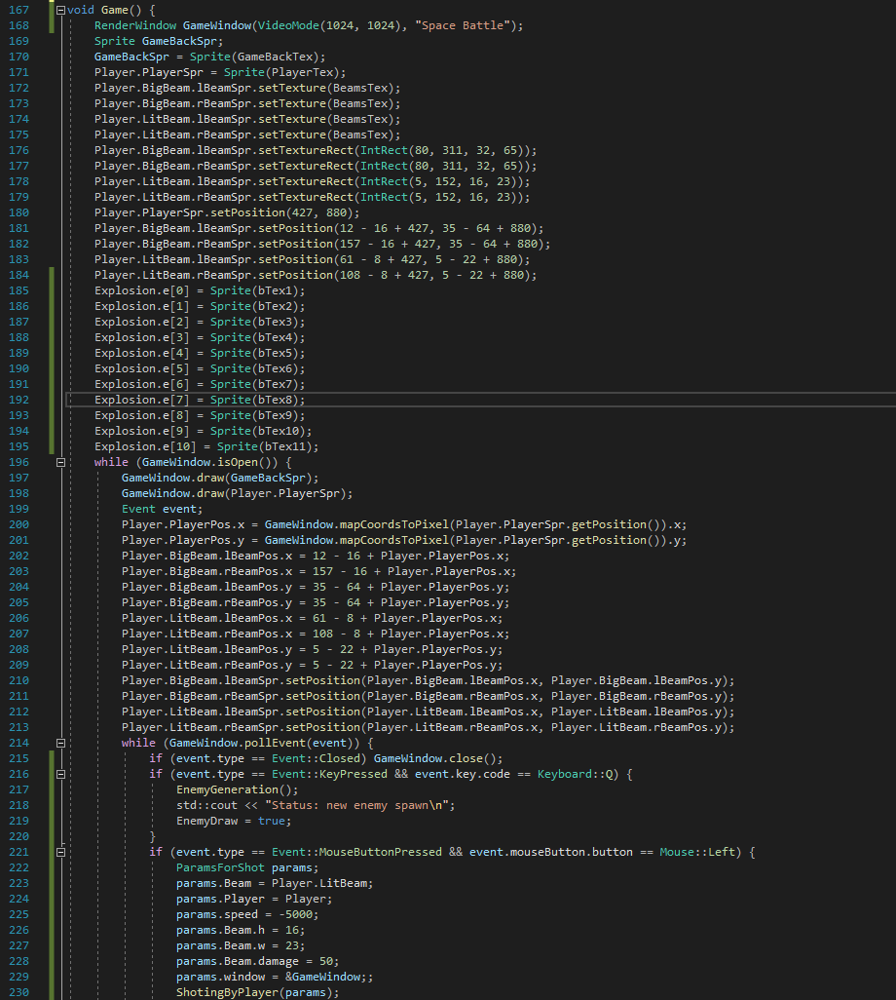 167 void Game() {
168 RenderWindow GameWindow(VideoMode(1024, 1024), "Space Battle");
169 Sprite GameBackSpr;
170 GameBackSpr = Sprite(GameBackTex);
171 Player.PlayerSpr = Sprite(PlayerTex);
172 Player.BigBeam.lBeamSpr.setTexture(BeamsTex);
173 Player.BigBeam.rBeamSpr.setTexture(BeamsTex);
174 Player.LitBeam.lBeamSpr.setTexture(BeamsTex);
175 Player.LitBeam.rBeamSpr.setTexture(BeamsTex);
176 Player.BigBeam.lBeamSpr.setTextureRect(IntRect(80, 311, 32, 65));
177 Player.BigBeam.rBeamSpr.setTextureRect(IntRect(80, 311, 32, 65));
178 Player.LitBeam.lBeamSpr.setTextureRect(IntRect(5, 152, 16, 23));
179 Player.LitBeam.rBeamSpr.setTextureRect(IntRect(5, 152, 16, 23));
180 Player.PlayerSpr.setPosition(427, 880);
181 Player.BigBeam.lBeamSpr.setPosition(12 - 16 + 427, 35 - 64 + 880);
182 Player.BigBeam.rBeamSpr.setPosition(157 - 16 + 427, 35 - 64 + 880);
183 Player.LitBeam.lBeamSpr.setPosition(61 - 8 + 427, 5 - 22 + 880);
184 Player.LitBeam.rBeamSpr.setPosition(108 - 8 + 427, 5 - 22 + 880);
185 Explosion.e[0] = Sprite(bTex1);
186 Explosion.e[1] = Sprite(bTex2);
187 Explosion.e[2] = Sprite(bTex3);
188 Explosion.e[3] = Sprite(bTex4);
189 Explosion.e[4] = Sprite(bTex5);
190 Explosion.e[5] = Sprite(bTex6);
191 Explosion.e[6] = Sprite(bTex7);
192 Explosion.e[7] = Sprite(bTex8);
193 Explosion.e[8] = Sprite(bTex9);
194 Explosion.e[9] = Sprite(bTex10);
195 Explosion.e[10] = Sprite(bTex11);
196 while (GameWindow.isOpen()) {
197 GameWindow.draw(GameBackSpr);
198 GameWindow.draw(Player.PlayerSpr);
199 Event event;
200 Player.PlayerPos.x = GameWindow.mapCoordsToPixel(Player.PlayerSpr.getPosition()).x;
201 Player.PlayerPos.y = GameWindow.mapCoordsToPixel(Player.PlayerSpr.getPosition()).y;
202 Player.BigBeam.lBeamPos.x = 12 - 16 + Player.PlayerPos.x;
203 Player.BigBeam.rBeamPos.x = 157 - 16 + Player.PlayerPos.x;
204 Player.BigBeam.lBeamPos.y = 35 - 64 + Player.PlayerPos.y;
205 Player.BigBeam.rBeamPos.y = 35 - 64 + Player.PlayerPos.y;
206 Player.LitBeam.lBeamPos.x = 61 - 8 + Player.PlayerPos.x;
207 Player.LitBeam.rBeamPos.x = 108 - 8 + Player.PlayerPos.x;
208 Player.LitBeam.lBeamPos.y = 5 - 22 + Player.PlayerPos.y;
209 Player.LitBeam.rBeamPos.y = 5 - 22 + Player.PlayerPos.y;
210 Player.BigBeam.lBeamSpr.setPosition(Player.BigBeam.lBeamPos.x, Player.BigBeam.lBeamPos.y);
211 Player.BigBeam.rBeamSpr.setPosition(Player.BigBeam.rBeamPos.x, Player.BigBeam.rBeamPos.y);
212 Player.LitBeam.lBeamSpr.setPosition(Player.LitBeam.lBeamPos.x, Player.LitBeam.lBeamPos.y);
213 Player.LitBeam.rBeamSpr.setPosition(Player.LitBeam.rBeamPos.x, Player.LitBeam.rBeamPos.y);
214 while (GameWindow.pollEvent(event)) {
215 if (event.type == Event::Closed) GameWindow.close();
216 if (event.type == Event::KeyPressed && event.key.code == Keyboard::Q) {
217 EnemyGeneration();
218 std::cout << "Status: new enemy spawn\n";
219 EnemyDraw = true;
220 }
221 if (event.type == Event::MouseButtonPressed && event.mouseButton.button == Mouse::Left) {
222 ParamsForShot params;
223 params.Beam = Player.LitBeam;
224 params.Player = Player;
225 params.speed = -5000;
226 params.Beam.h = 16;
227 params.Beam.w = 23;
228 params.Beam.damage = 50;
229 params.window = &GameWindow;;
230 ShotingByPlayer(params);